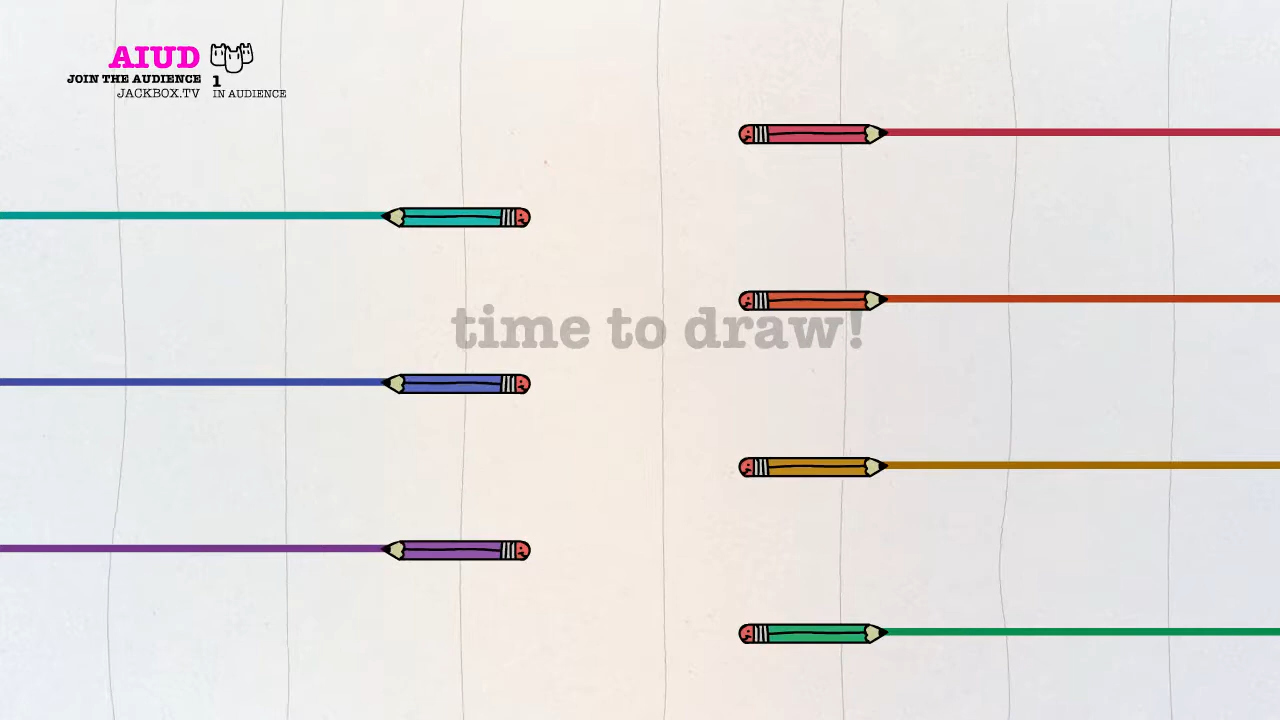 AIUD
JOIN THE AUDIENCE
JACKBOX.TV
1
IN AUDIENCE
time to draw!